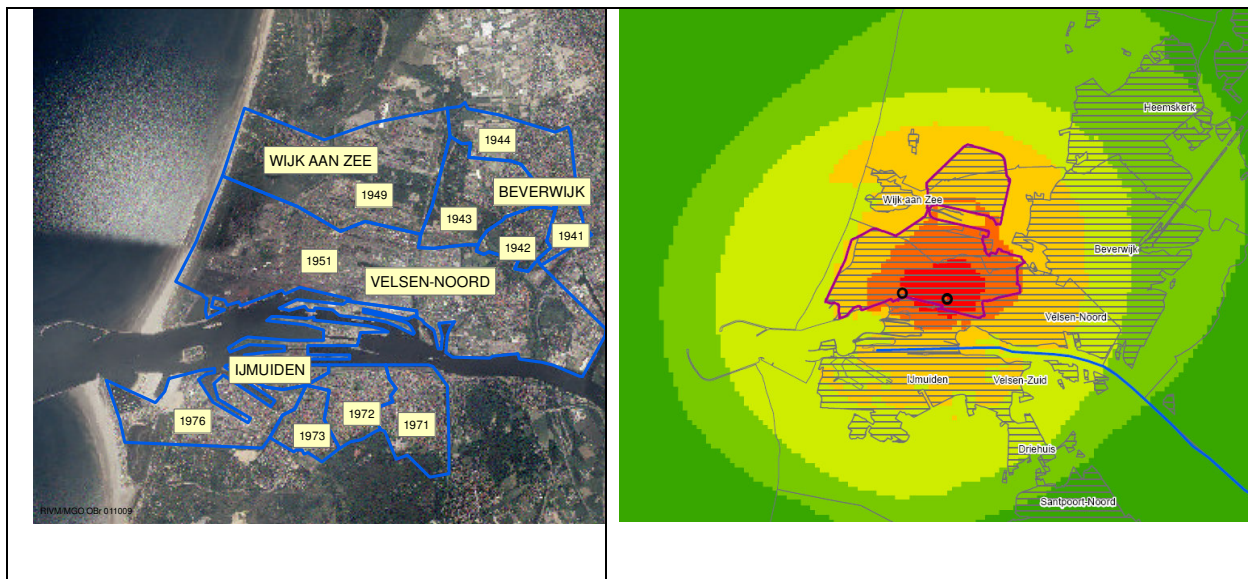 1944
WIJK AAN ZEE
BEVERWIJK
1949
1943
1941
1942
1951
VELSEN-NOORD
IJMUIDEN
1972
1976
1971
1973
RIVM/MGO OBr 011009
Heemskerk
Wijk aan Zee
Beverwijk
Velsen-Noord
IJmuiden
Velsen-Zuid
Driehuis
Santpoort-Noord